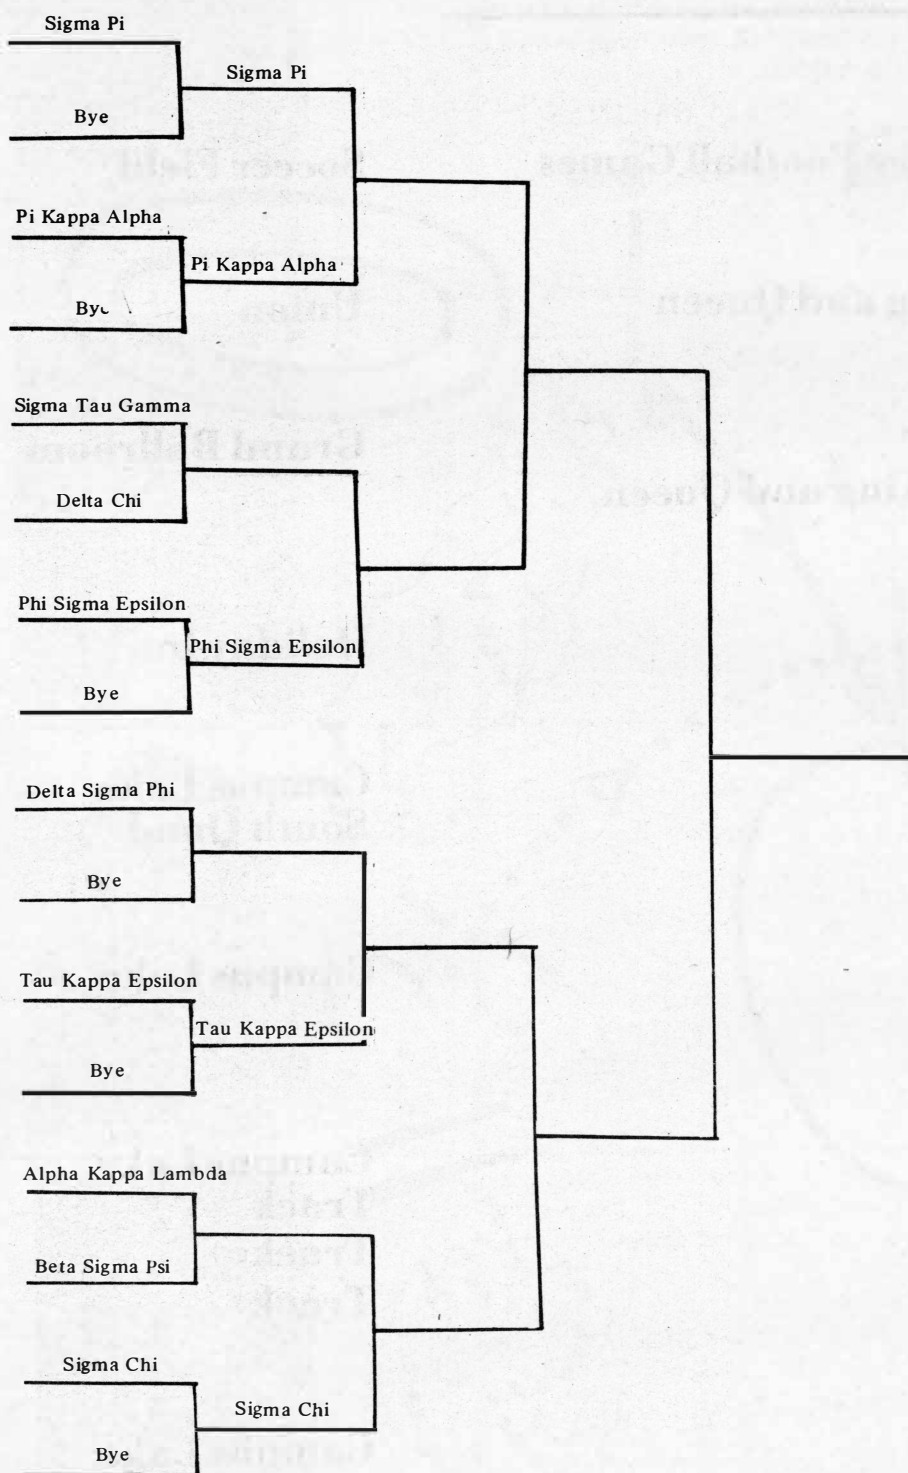 Sigma Pi
Sigma Pi
Bye
Pi Kappa Alpha
Pi Kappa Alpha
Bye
Sigma Tau Gamma
Delta Chi
Phi Sigma Epsilon
Phi Sigma Epsilon
Bye
Delta Sigma Phi
Bye
Tau Kappa Epsilon
Tau Kappa Epsilon
Bye
Alpha Kappa Lambda
Beta Sigma Psi
Sigma Chi
Sigma Chi
Bye